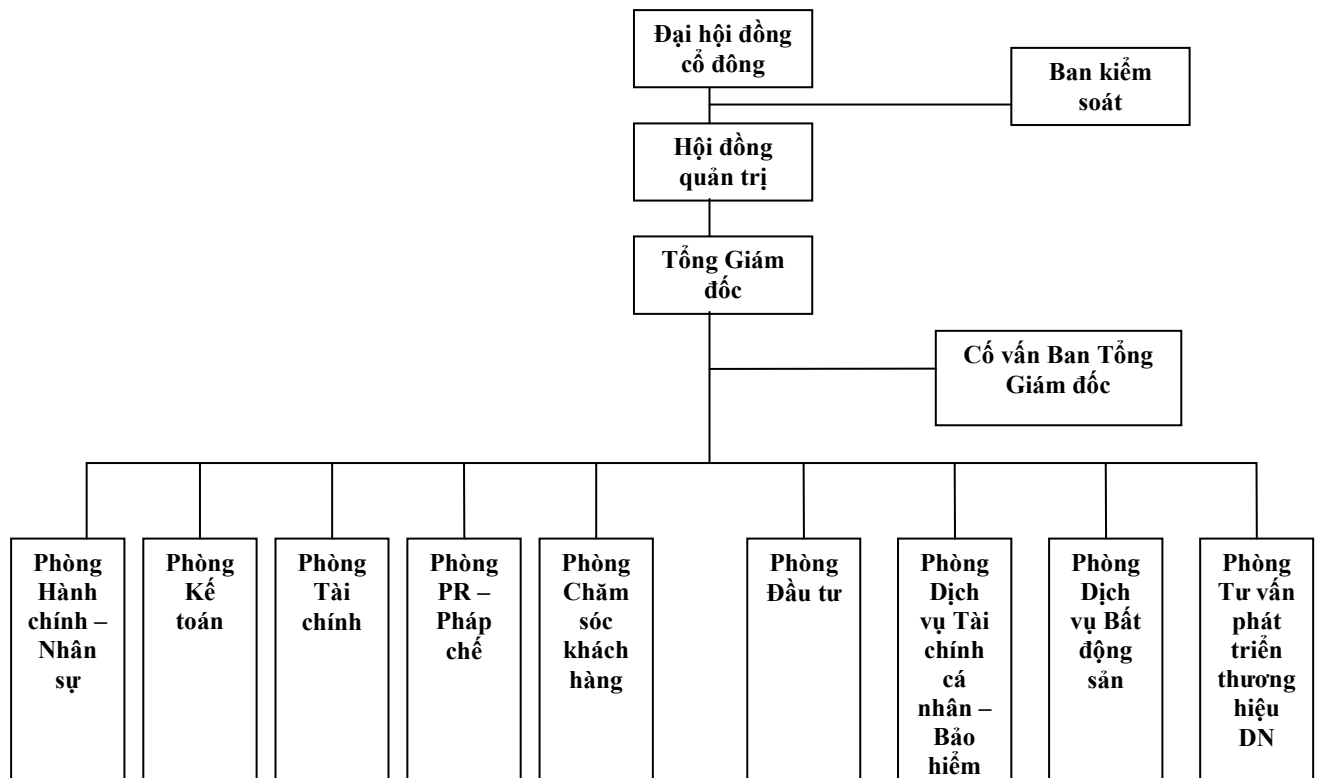 Đại hội đồng
cổ đông
Ban kiểm
soát
Hội đồng
quản trị
Tổng Giám
đốc
Cố vấn Ban Tổng
Giám đốc
Phòng
Hành
chính –
Nhân
sự
Phòng
Kế
toán
Phòng
Tài
chính
Phòng
PR –
Pháp
chế
Phòng
Chăm
sóc
khách
hàng
Phòng
Đầu tư
Phòng
Dịch
vụ Tài
chính
cá
nhân –
Bảo
hiểm
Phòng
Dịch
vụ Bất
động
sản
Phòng
Tư vấn
phát
triển
thương
hiệu
DN